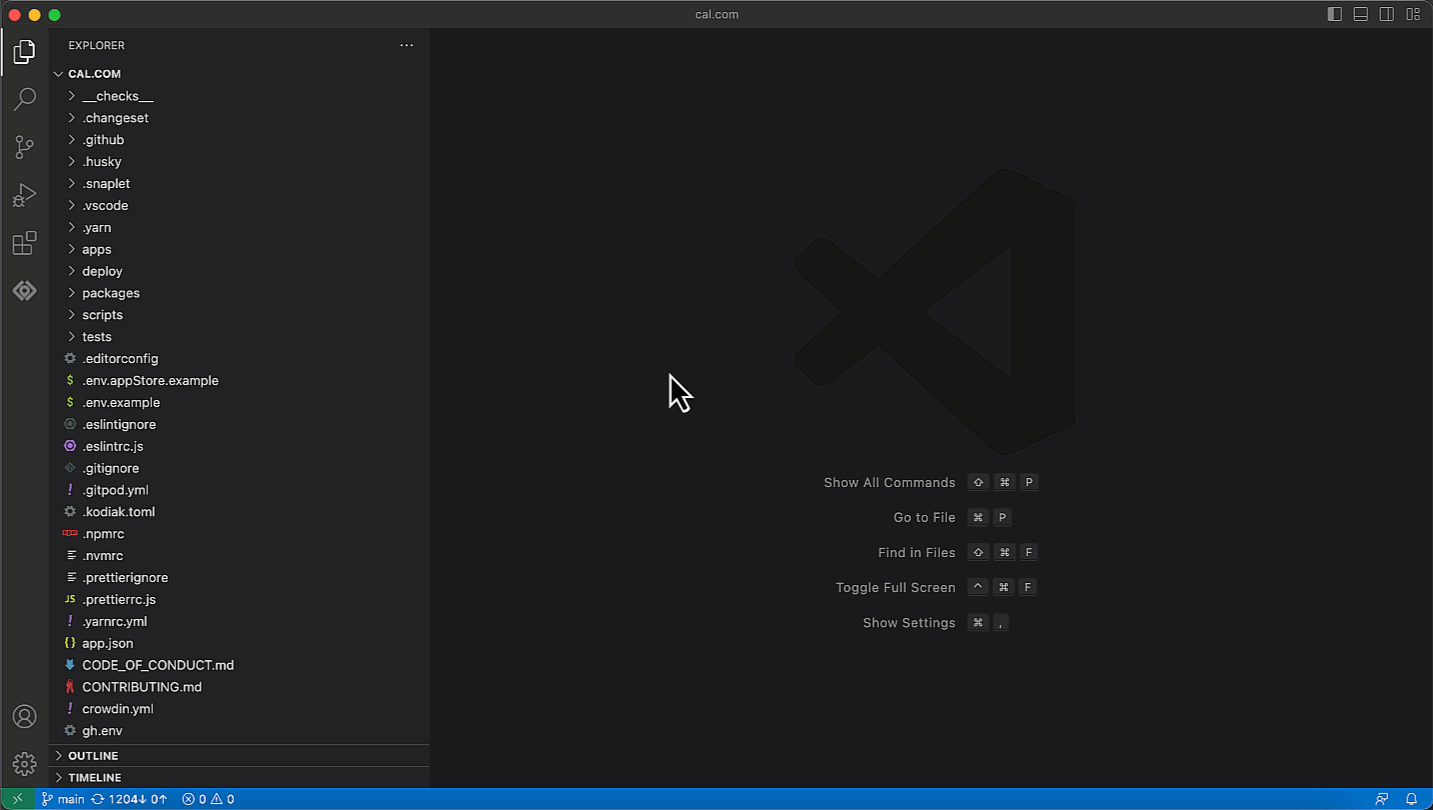 cal.com
EXPLORER
CAL.COM
__checks__
.changeset
.github
.husky
.snaplet
.vscode
.yarn
apps
deploy
packages
scripts
tests
.editorconfig
$ .env.appStore.example
$ .env.example
.eslintignore
.eslintrc.js
.gitignore
! .gitpod.yml
.kodiak.toml
npm .npmrc
.nvmrc
.prettierignore
JS .prettierrc.js
! .yarnrc.yml
{} app.json
CODE_OF_CONDUCT.md
CONTRIBUTING.md
! crowdin.yml
gh.env
OUTLINE
TIMELINE
Show All Commands ⇧ ⌘ P
Go to File ⌘ P
Find in Files ⇧ ⌘ F
Toggle Full Screen ^ ⌘ F
Show Settings ⌘ ,
main 1204↓ 0↑ 0 0